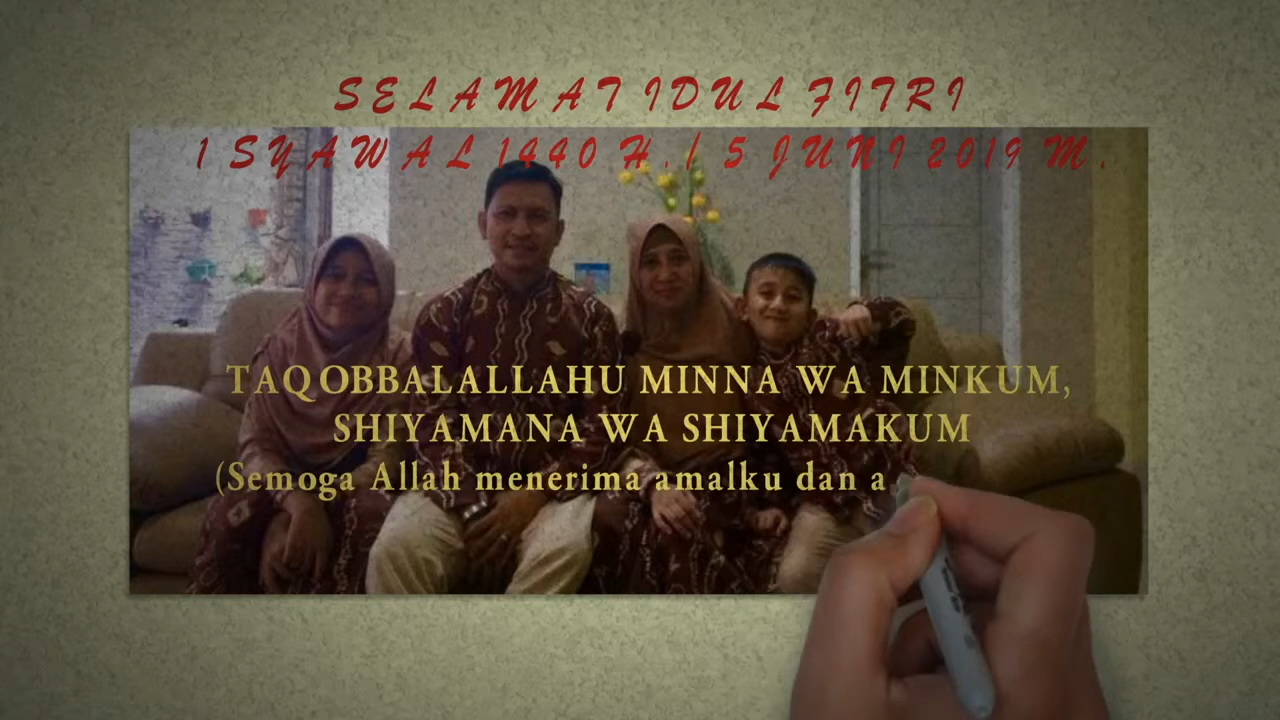 SELAMAT IDUL FITRI
1 SYAWAL 1440 H. / 5 JUNI 2019 M.
TAQOBBALALLAHU MINNA WA MINKUM,
SHIYAMANA WA SHIYAMAKUM
(Semoga Allah menerima amalku dan a